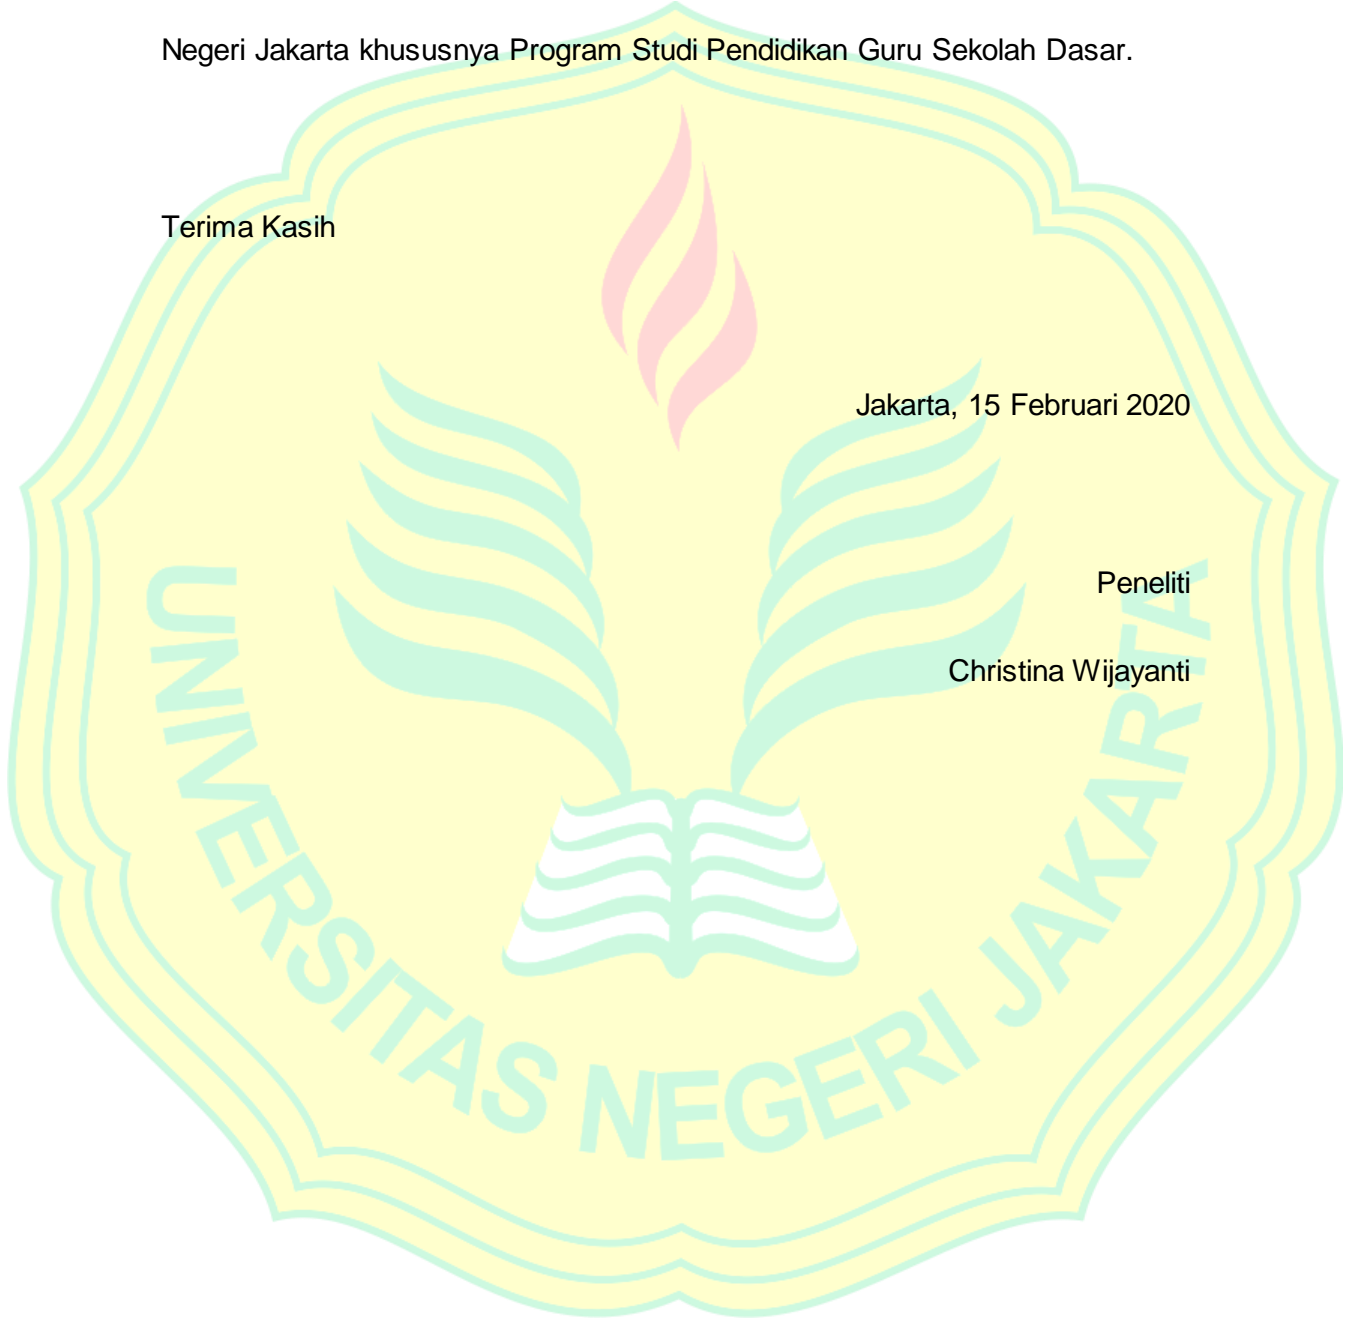 Negeri Jakarta khususnya Program Studi Pendidikan Guru Sekolah Dasar.
Terima Kasih
Jakarta, 15 Februari 2020
Peneliti
Christina Wijayanti
UNIVERSITAS NEGERI JAKARTA